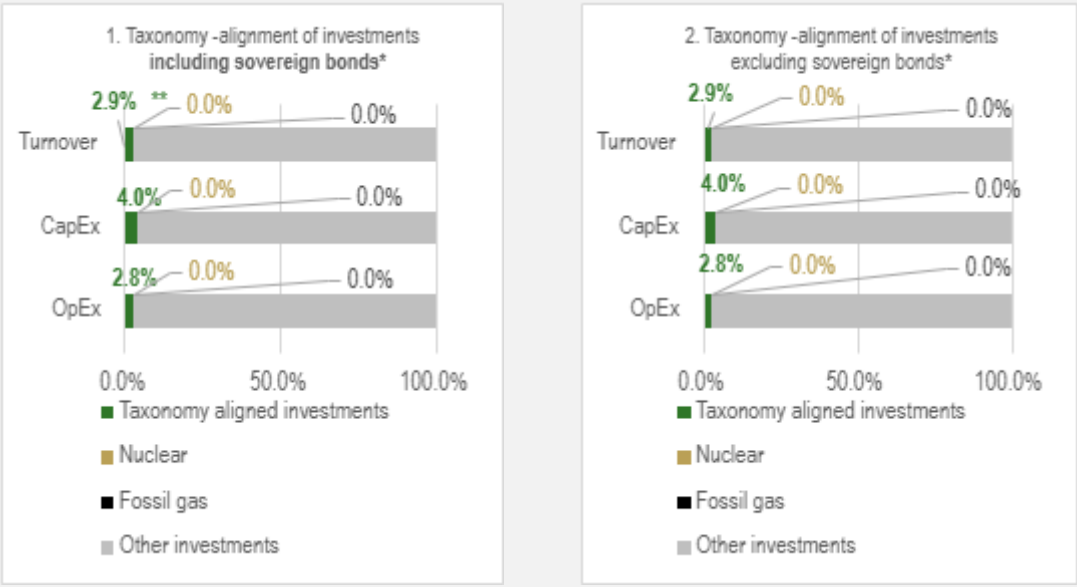 1. Taxonomy -alignment of investments
including sovereign bonds*
2.9% ** 0.0%
0.0%
Turnover
4.0% 0.0%
0.0%
CapEx
2.8% 0.0%
0.0%
OpEx
0.0% 50.0% 100.0%
Taxonomy aligned investments
Nuclear
Fossil gas
Other investments
2. Taxonomy -alignment of investments
excluding sovereign bonds*
2.9% 0.0%
0.0%
Turnover
4.0% 0.0%
0.0%
CapEx
2.8% 0.0%
0.0%
OpEx
0.0% 50.0% 100.0%
Taxonomy aligned investments
Nuclear
Fossil gas
Other investments